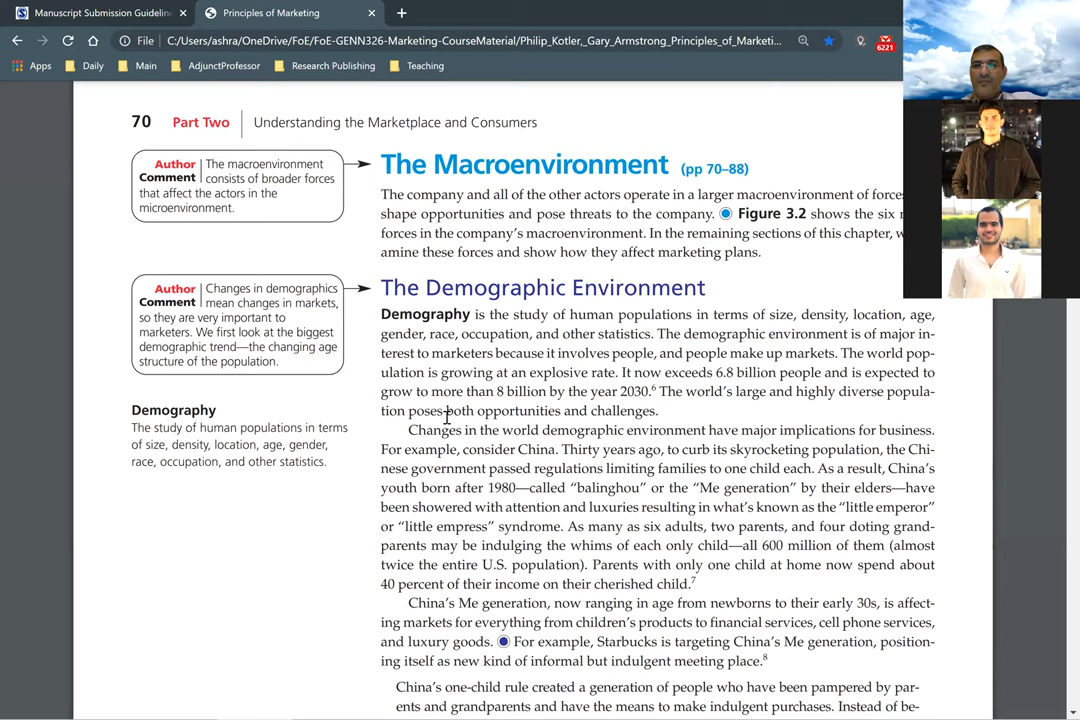 Manuscript Submission Guideline
Principles of Marketing
File
C:/Users/ashra/OneDrive/FoE/FoE-GENN326-Marketing-CourseMaterial/Philip_Kotler,_Gary_Armstrong_Principles_of_Marketi...
6221
Apps
Daily
Main
AdjunctProfessor
Research Publishing
Teaching
70 Part Two Understanding the Marketplace and Consumers
Author Comment
The macroenvironment
consists of broader forces
that affect the actors in the
microenvironment.
The Macroenvironment (pp 70–88)
The company and all of the other actors operate in a larger macroenvironment of forces
shape opportunities and pose threats to the company. Figure 3.2 shows the six
forces in the company's macroenvironment. In the remaining sections of this chapter,
amine these forces and show how they affect marketing plans.
Author Comment
Changes in demographics
mean changes in markets,
so they are very important to
marketers. We first look at the biggest
demographic trend—the changing age
structure of the population.
The Demographic Environment
Demography is the study of human populations in terms of size, density, location, age,
gender, race, occupation, and other statistics. The demographic environment is of major in-
terest to marketers because it involves people, and people make up markets. The world pop-
ulation is growing at an explosive rate. It now exceeds 6.8 billion people and is expected to
grow to more than 8 billion by the year 2030.⁶ The world's large and highly diverse popula-
tion poses both opportunities and challenges.
Demography
The study of human populations in terms
of size, density, location, age, gender,
race, occupation, and other statistics.
Changes in the world demographic environment have major implications for business.
For example, consider China. Thirty years ago, to curb its skyrocketing population, the Chi-
nese government passed regulations limiting families to one child each. As a result, China's
youth born after 1980—called "balinghou" or the "Me generation" by their elders—have
been showered with attention and luxuries resulting in what's known as the "little emperor"
or "little empress" syndrome. As many as six adults, two parents, and four doting grand-
parents may be indulging the whims of each only child—all 600 million of them (almost
twice the entire U.S. population). Parents with only one child at home now spend about
40 percent of their income on their cherished child.⁷
China's Me generation, now ranging in age from newborns to their early 30s, is affect-
ing markets for everything from children's products to financial services, cell phone services,
and luxury goods. For example, Starbucks is targeting China's Me generation, position-
ing itself as new kind of informal but indulgent meeting place.⁸
China's one-child rule created a generation of people who have been pampered by par-
ents and grandparents and have the means to make indulgent purchases. Instead of be-